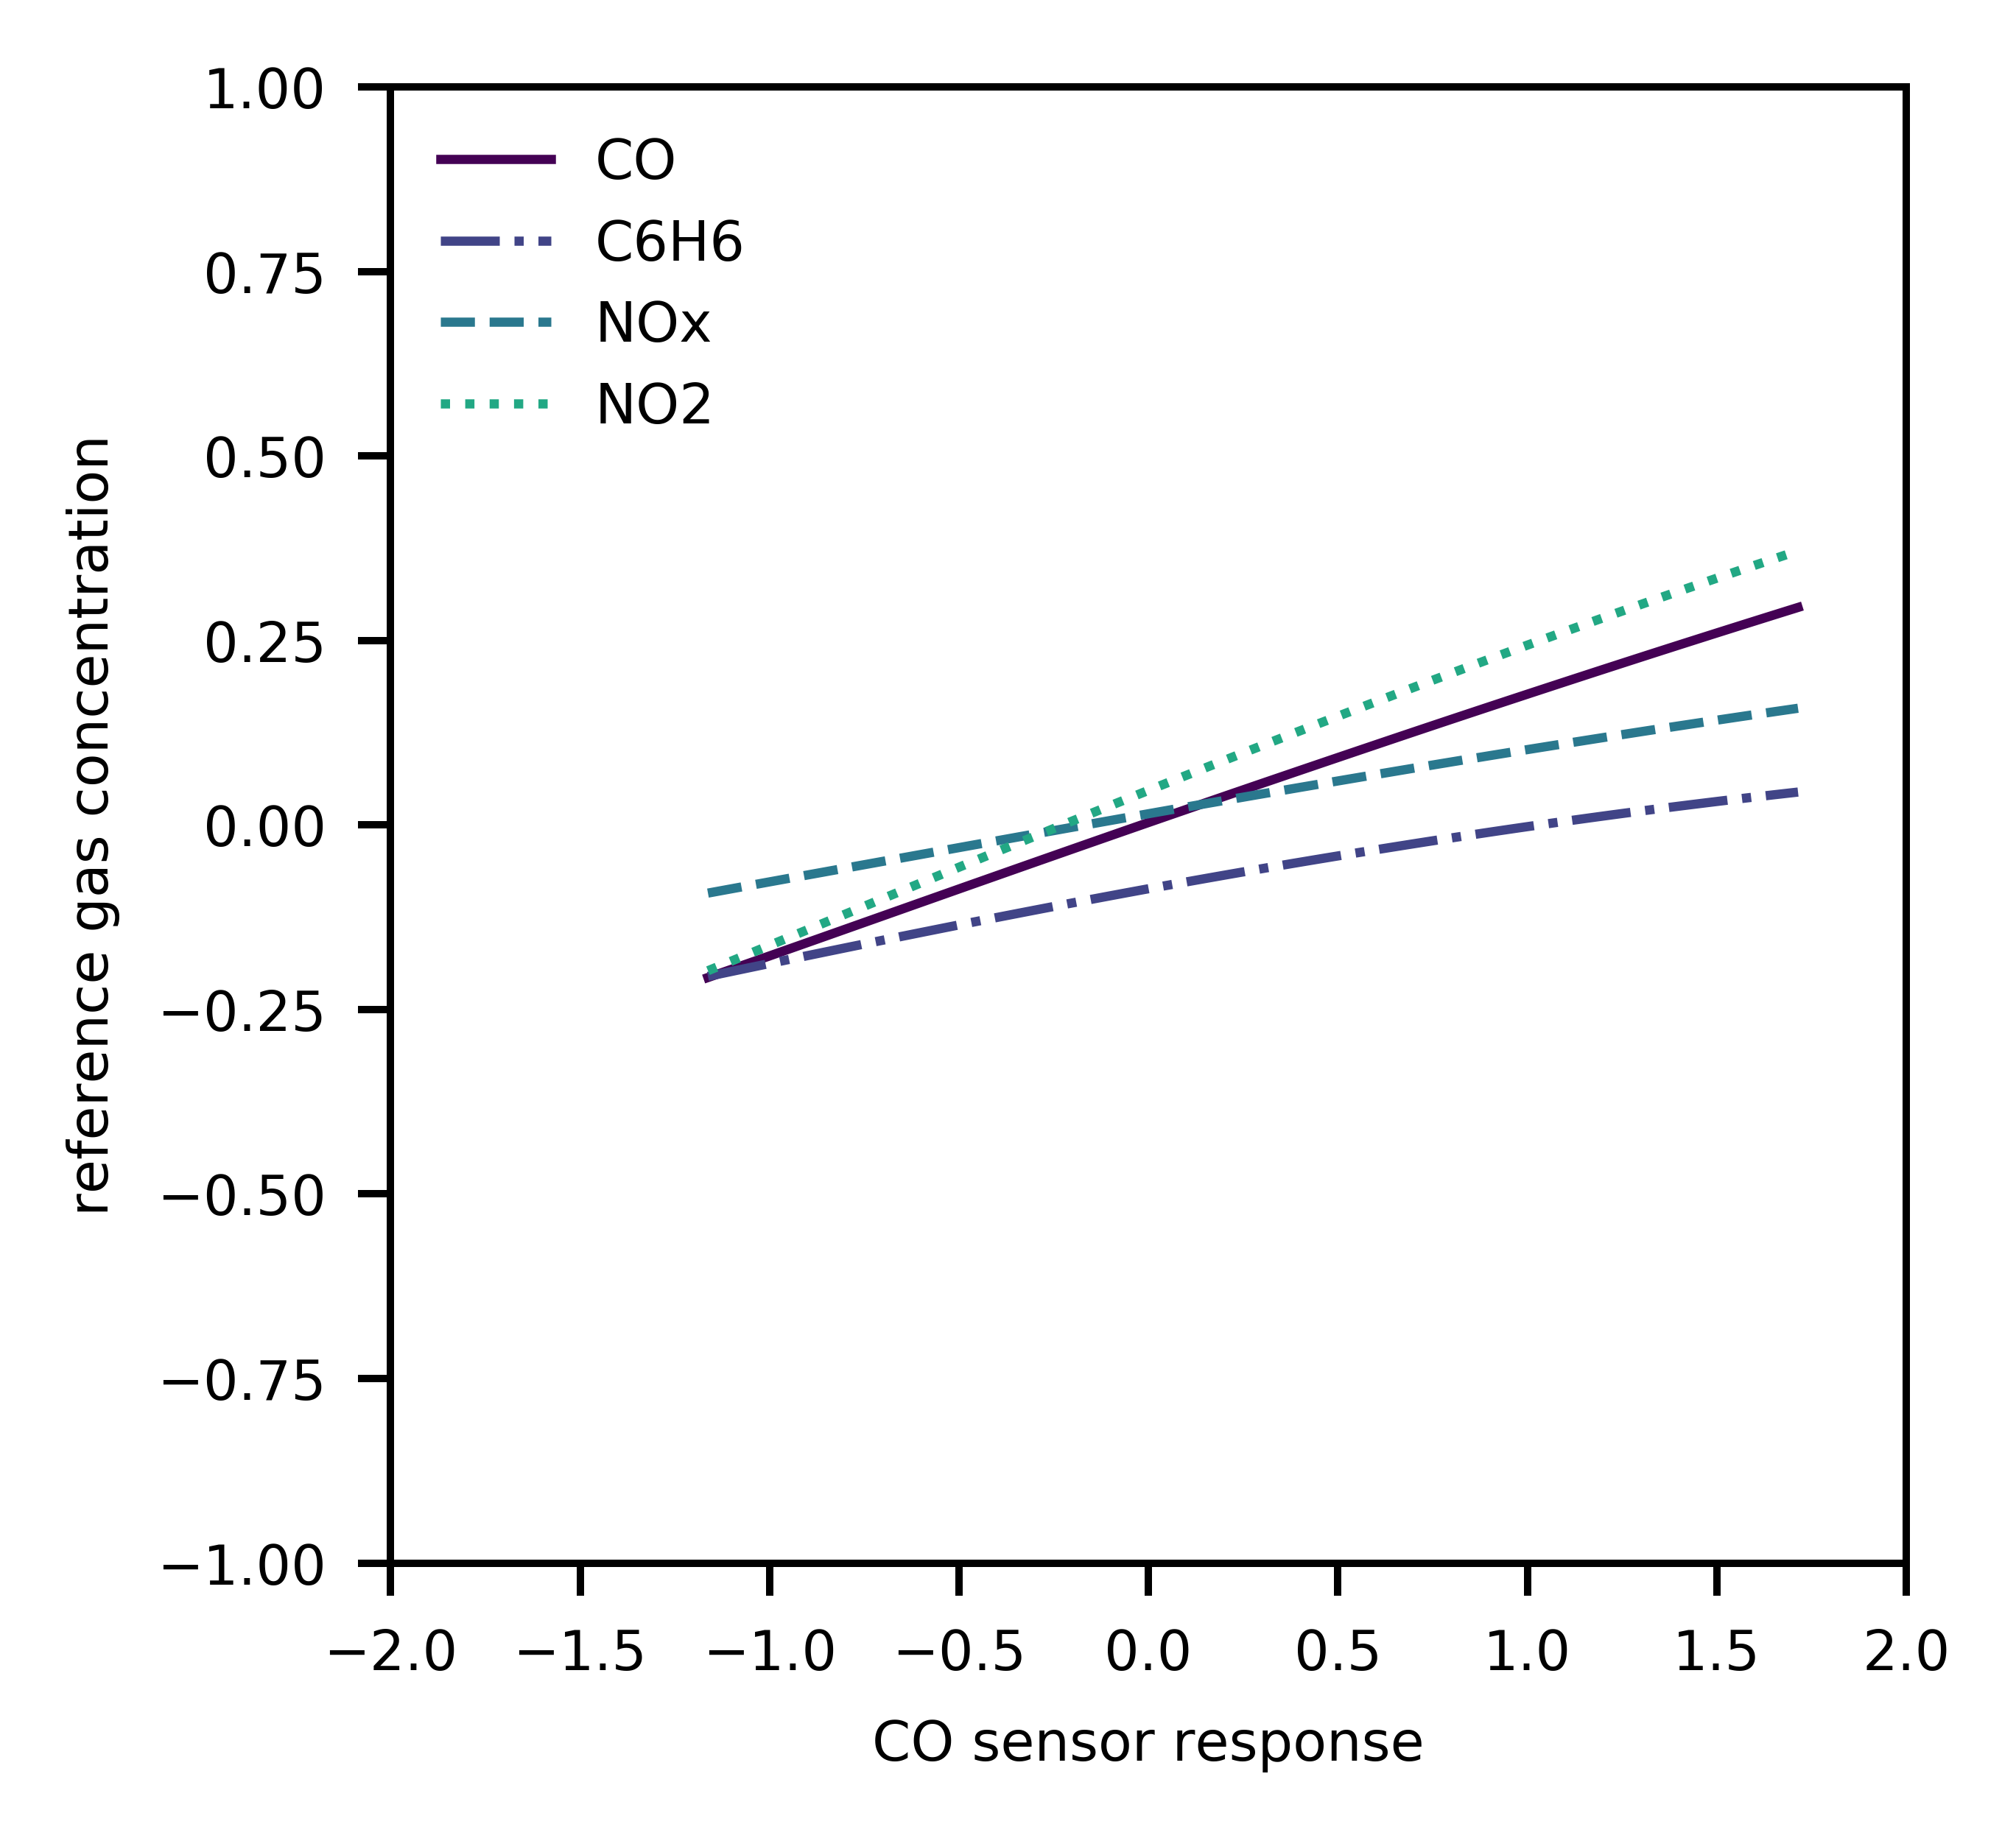 1.00
0.75
0.50
0.25
0.00
−0.25
−0.50
−0.75
−1.00
reference gas concentration
CO
C6H6
NOx
NO2
−2.0 −1.5 −1.0 −0.5 0.0 0.5 1.0 1.5 2.0
CO sensor response